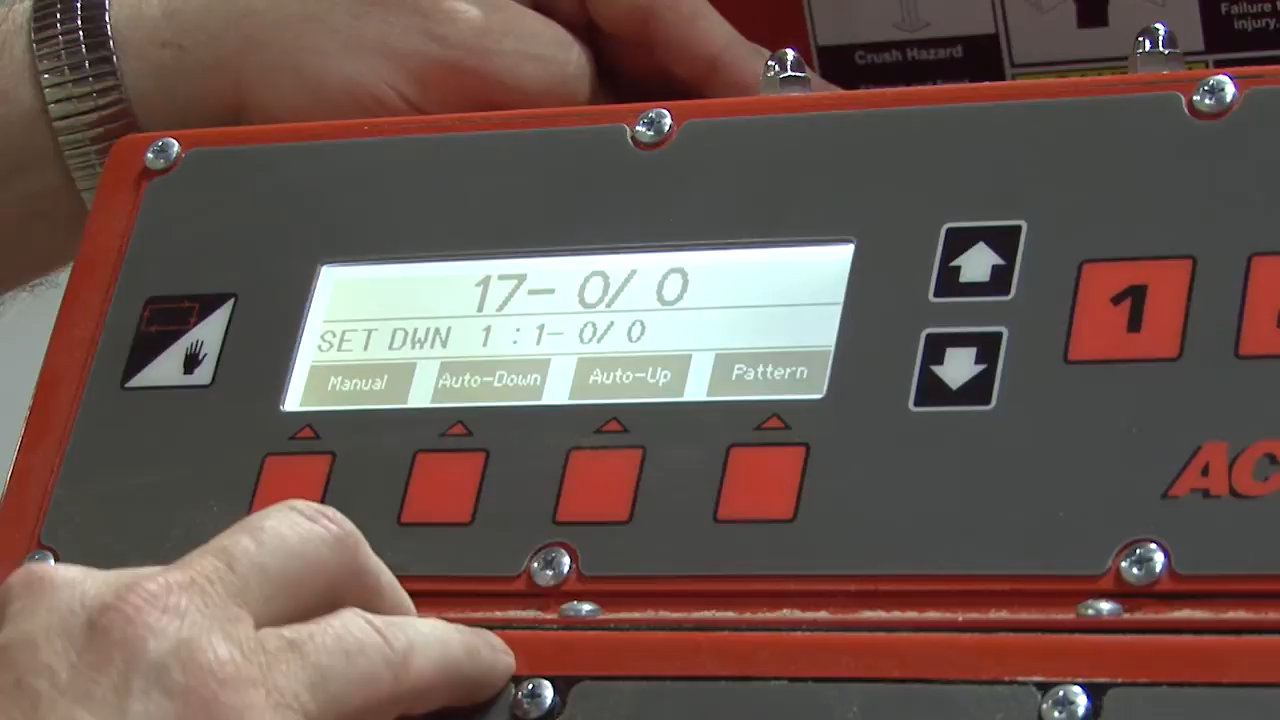 Crush Hazard
Failure
injury,
17- 0/ 0
SET DWN 1 : 1- 0/ 0
Manual Auto-Down Auto-Up Pattern
1
AC